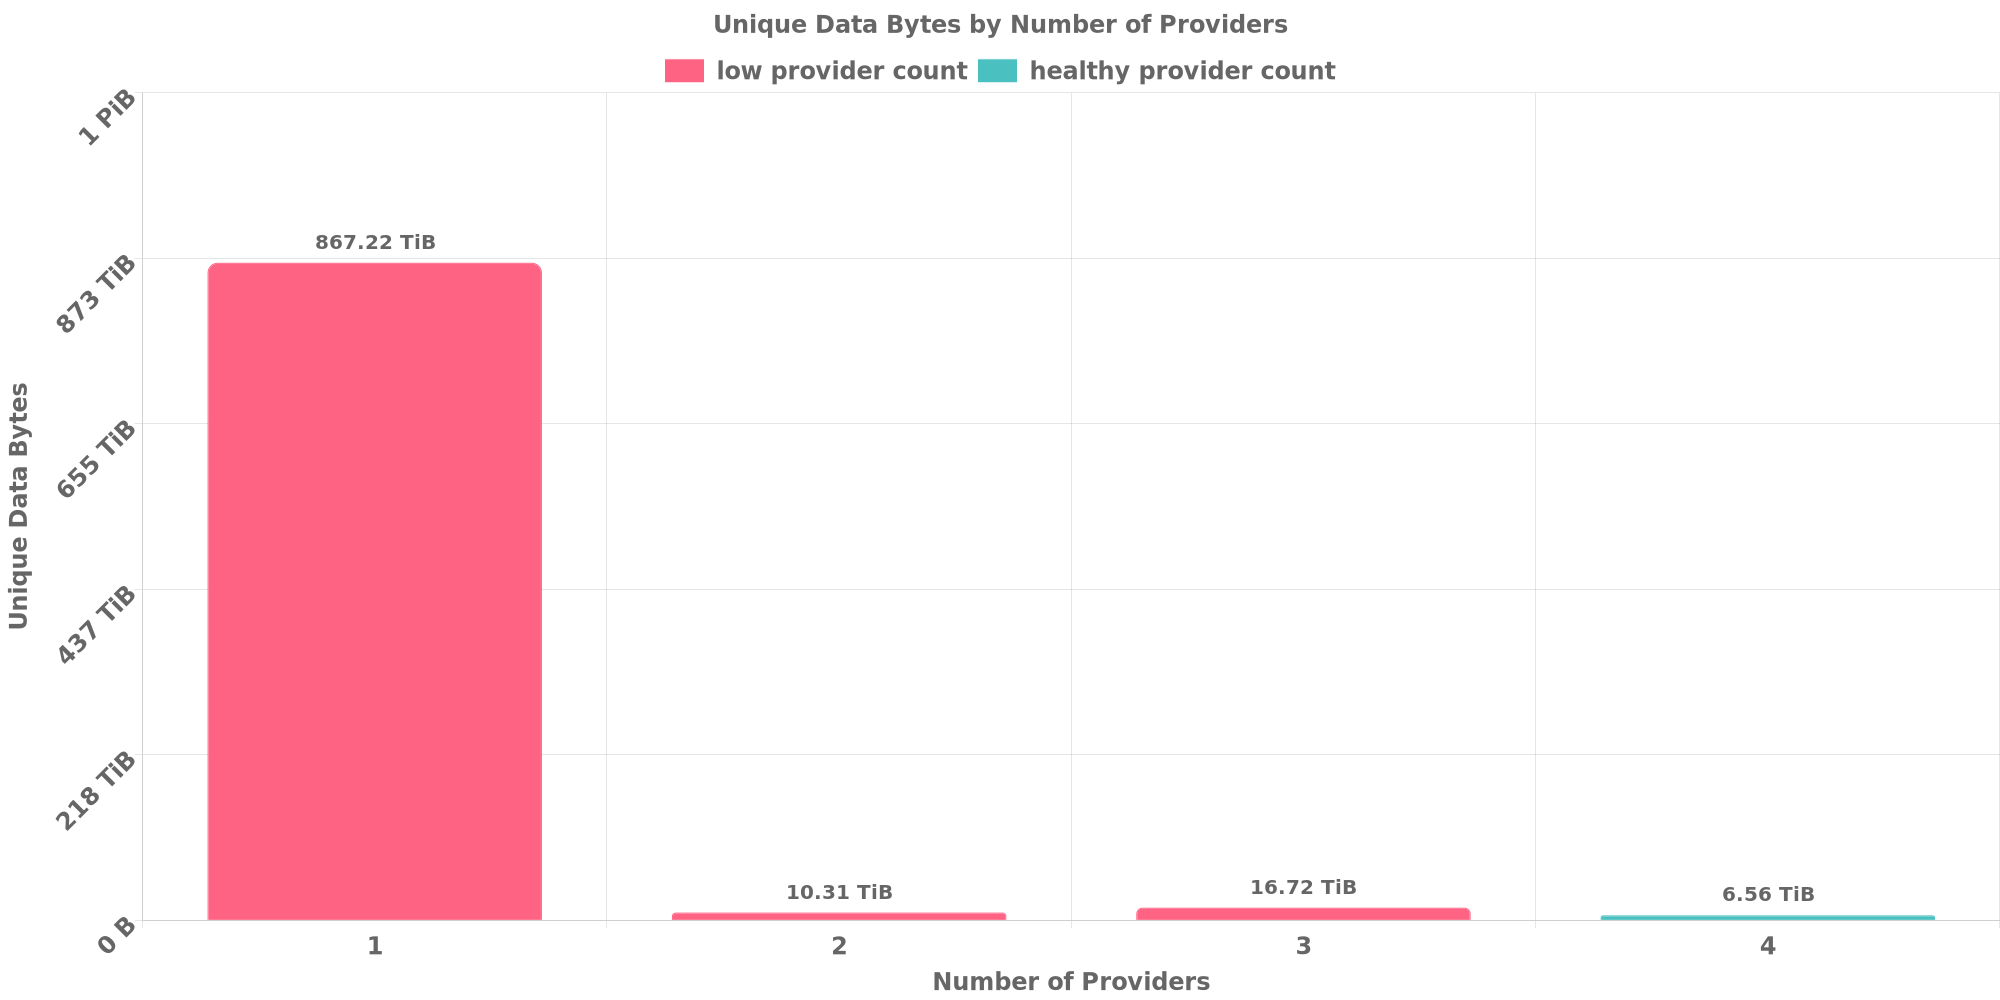 Unique Data Bytes by Number of Providers
low provider count healthy provider count
1 PiB
873 TiB
655 TiB
437 TiB
218 TiB
0 B
Unique Data Bytes
867.22 TiB
10.31 TiB
16.72 TiB
6.56 TiB
1 2 3 4
Number of Providers